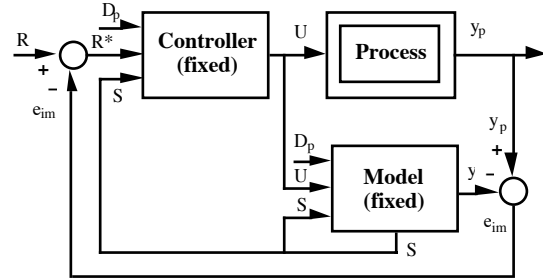 D_p
R
R*
Controller
(fixed)
U
Process
y_p
+
−
S
e_im
D_p
y_p
+
U
Model
(fixed)
y
−
S
e_im
S